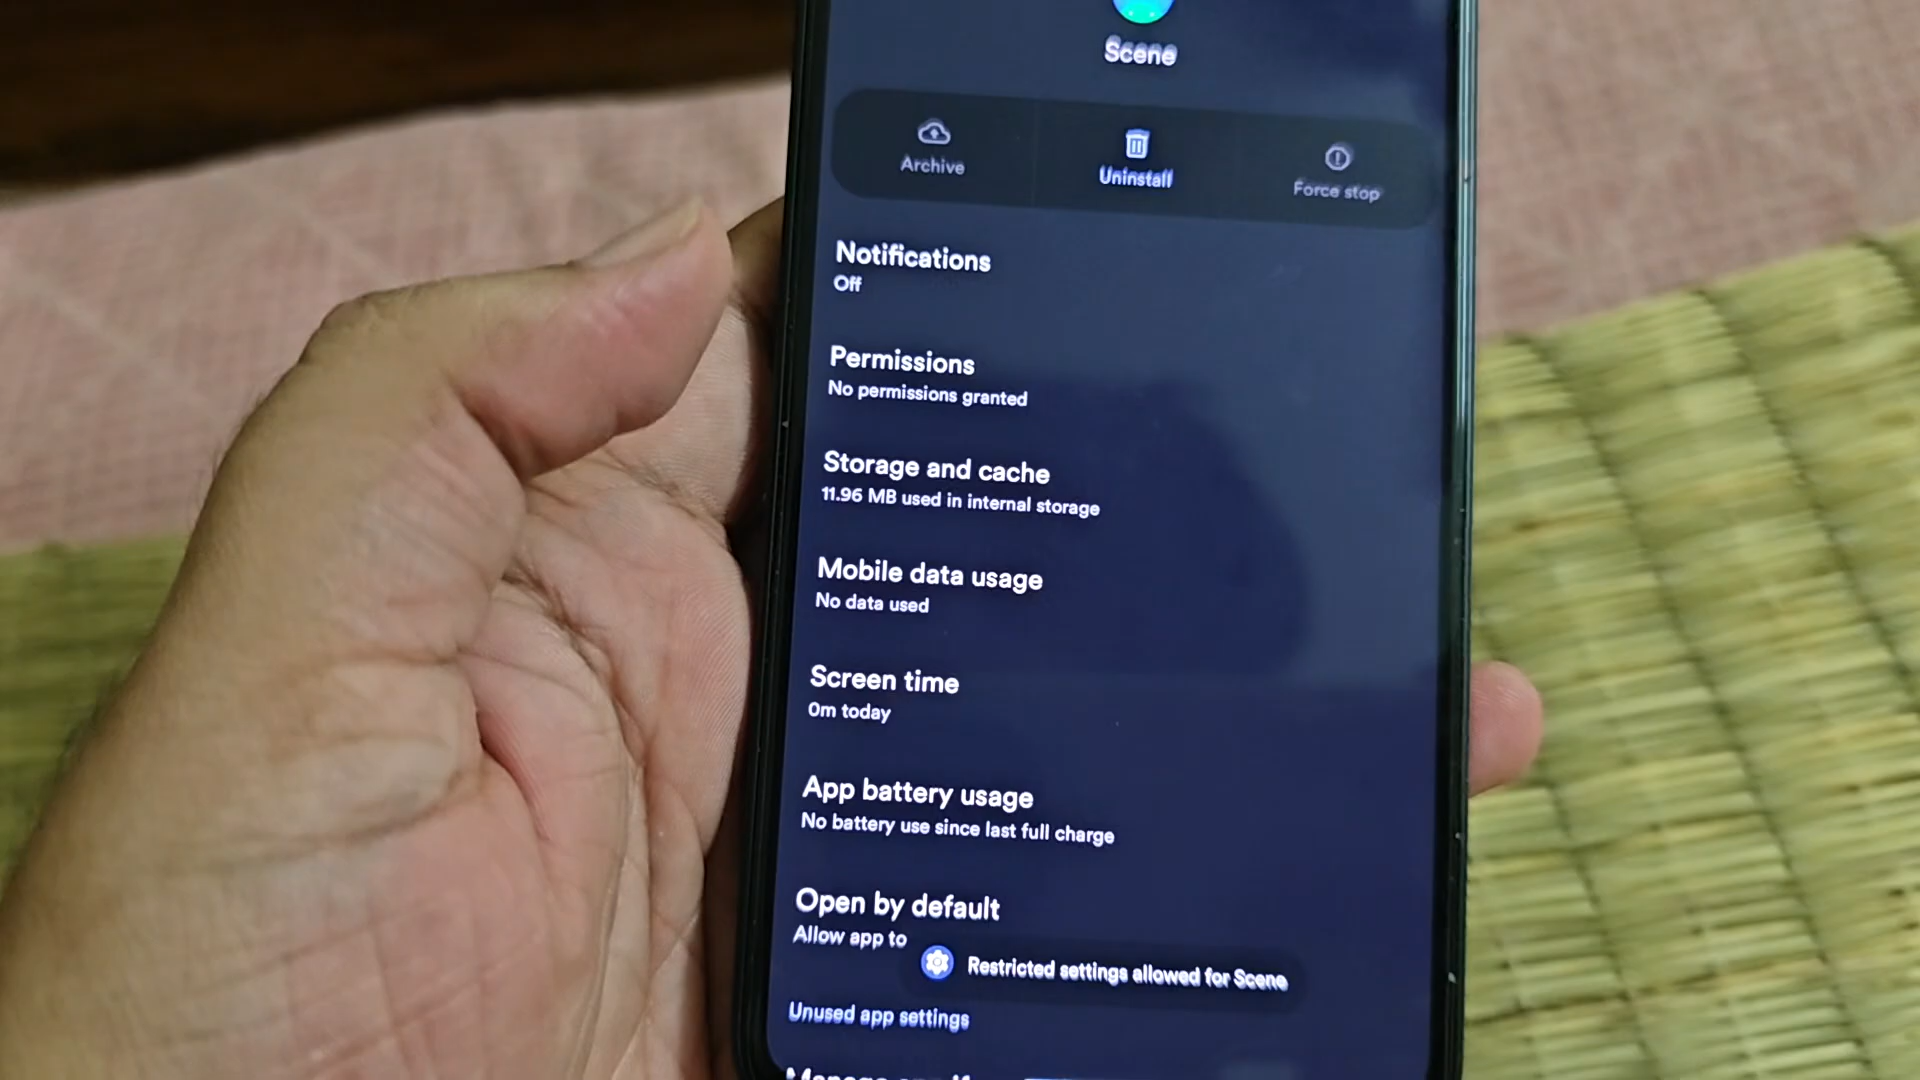 Scene
Archive
Uninstall
Force stop
Notifications
Off
Permissions
No permissions granted
Storage and cache
11.96 MB used in internal storage
Mobile data usage
No data used
Screen time
0m today
App battery usage
No battery use since last full charge
Open by default
Allow app to
Restricted settings allowed for Scene
Unused app settings